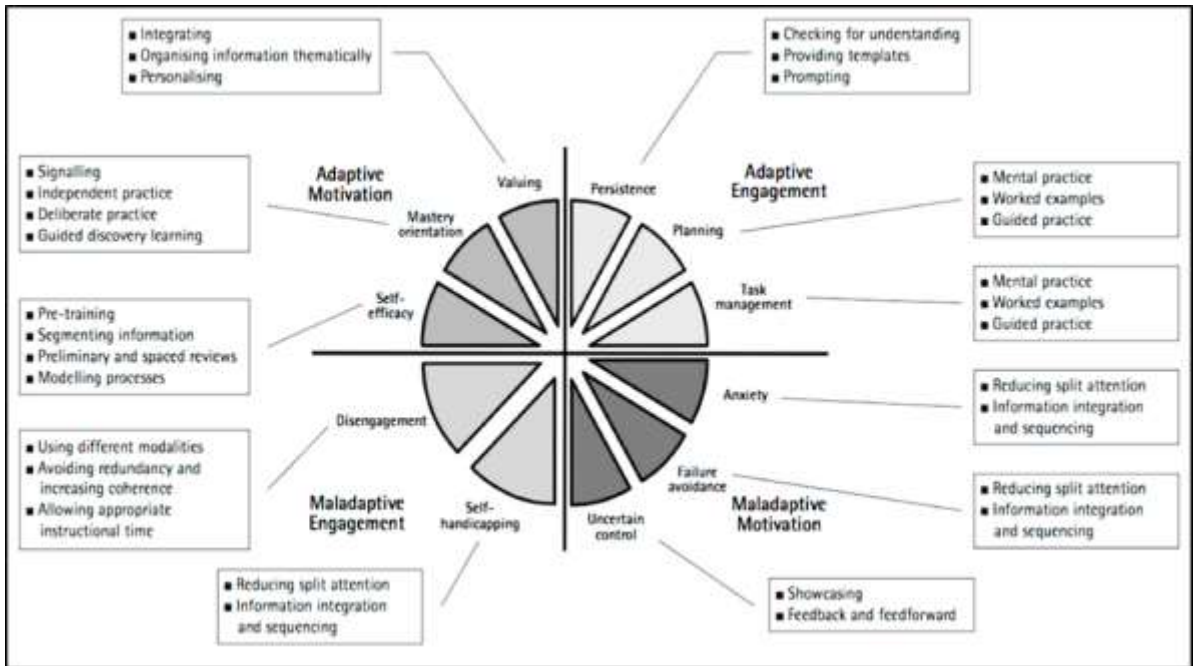 ■ Integrating
■ Organising information thematically
■ Personalising
■ Checking for understanding
■ Providing templates
■ Prompting
■ Signalling
■ Independent practice
■ Deliberate practice
■ Guided discovery learning
Adaptive
Motivation
Valuing
Persistence
Adaptive
Engagement
■ Mental practice
■ Worked examples
■ Guided practice
Mastery
orientation
Planning
■ Pre-training
■ Segmenting information
■ Preliminary and spaced reviews
■ Modelling processes
Self-
efficacy
Task
management
■ Mental practice
■ Worked examples
■ Guided practice
■ Using different modalities
■ Avoiding redundancy and
increasing coherence
■ Allowing appropriate
instructional time
Disengagement
Anxiety
■ Reducing split attention
■ Information integration
and sequencing
Maladaptive
Engagement
Self-
handicapping
Uncertain
control
Failure
avoidance
Maladaptive
Motivation
■ Reducing split attention
■ Information integration
and sequencing
■ Reducing split attention
■ Information integration
and sequencing
■ Showcasing
■ Feedback and feedforward